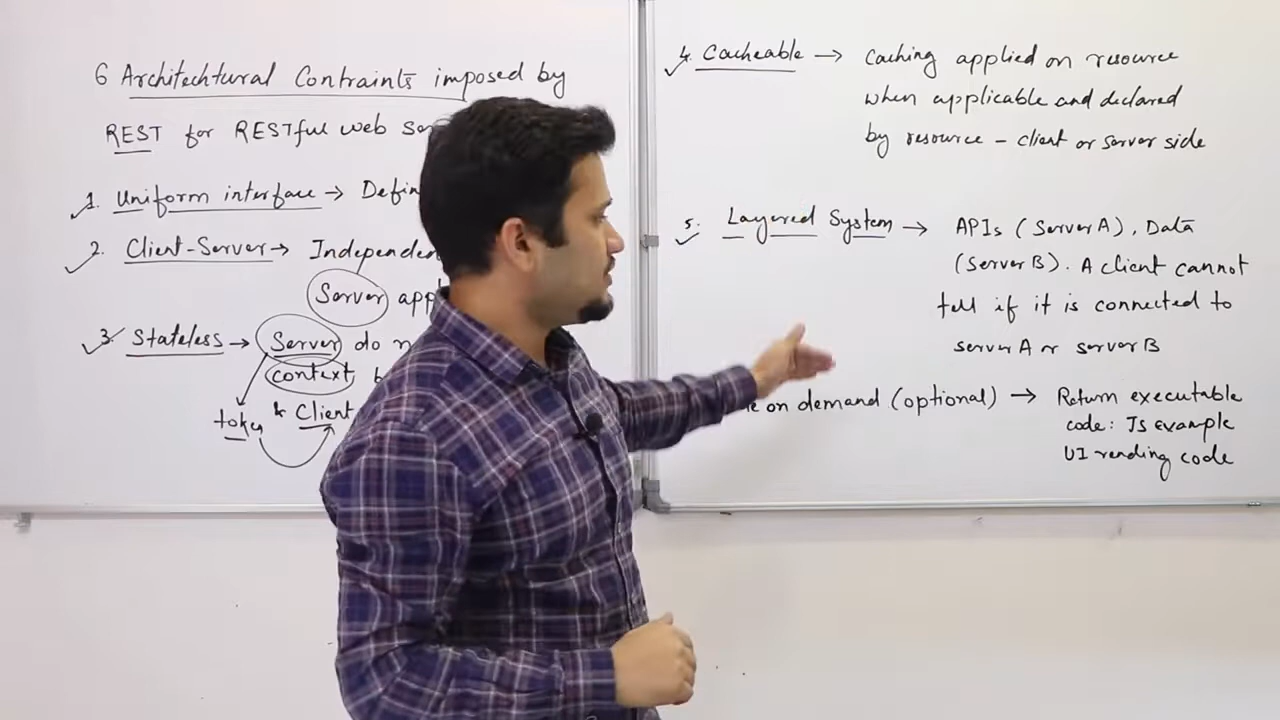 6 Architechtural Contraints imposed by
REST for RESTful web
1. Uniform interface → Defin
2. Client-Server → Independen
Server app
3. Stateless → Server do n
context b
token & Client
4. Cacheable → Caching applied on resource
when applicable and declared
by resource - client or server side
5. Layered System → APIs (Server A), Data
(Server B). A client cannot
tell if it is connected to
server A or server B
on demand (optional) → Return executable
code: Js example
UI rending code